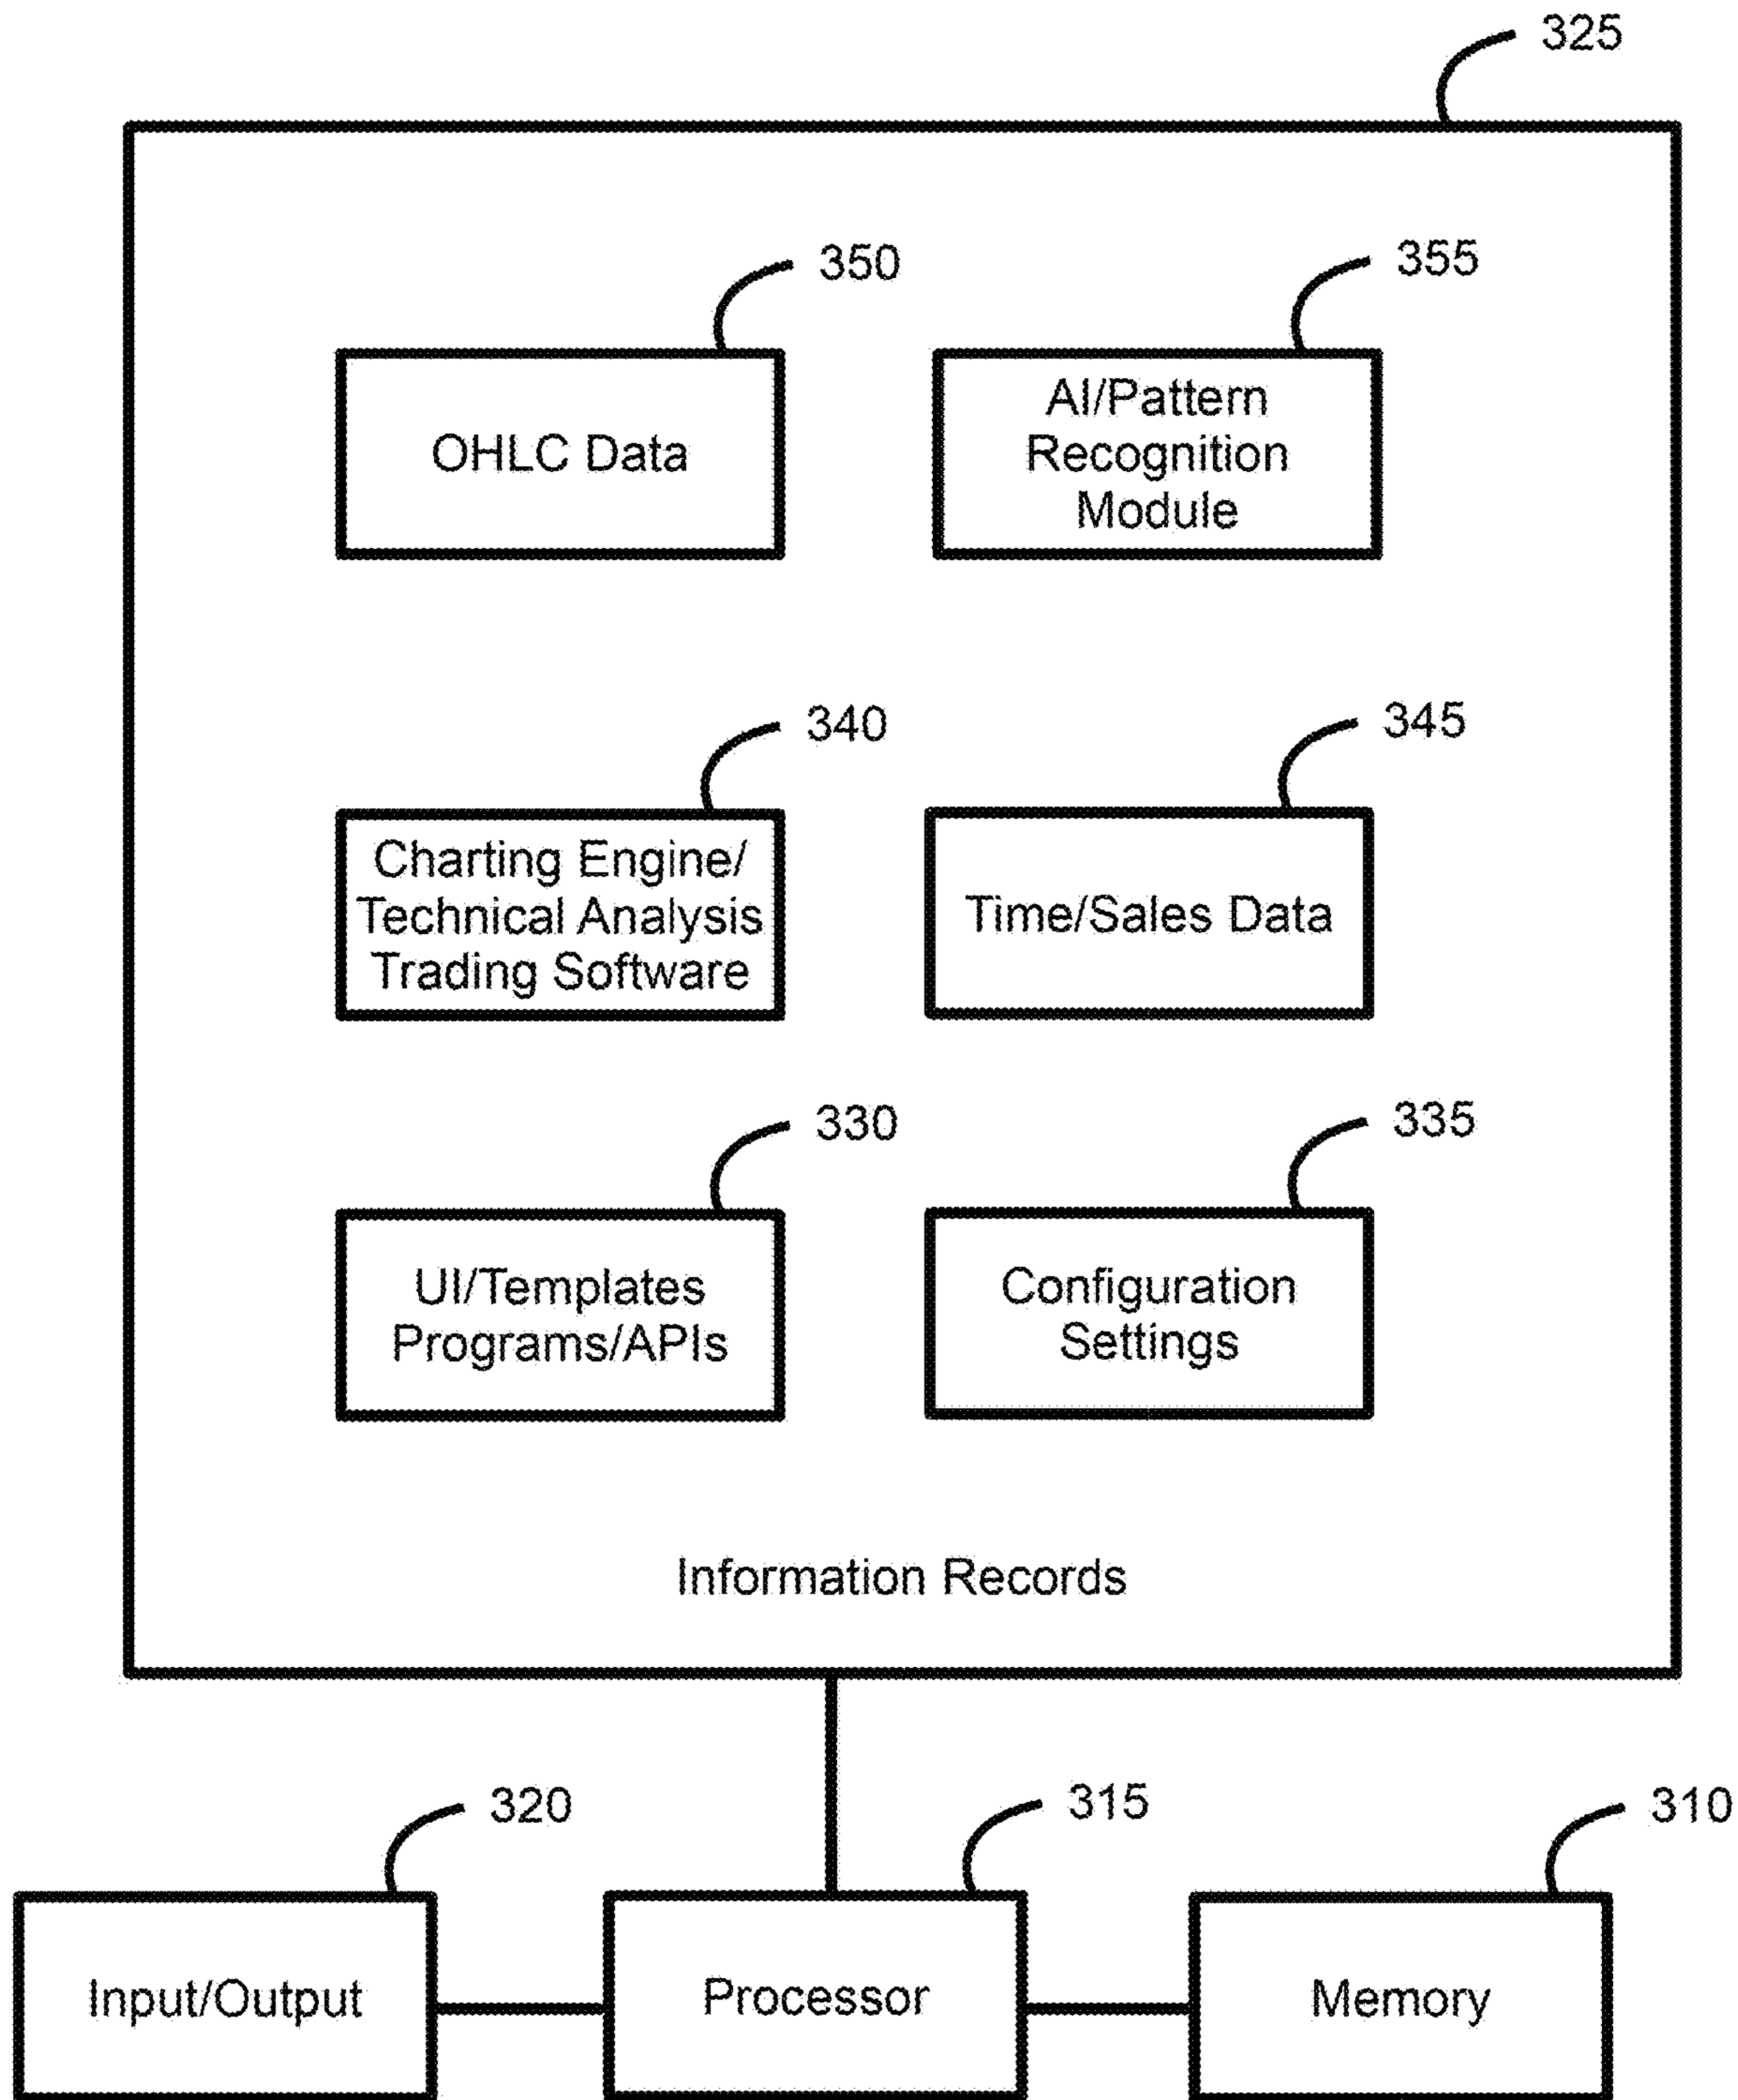 325
350
355
OHLC Data
AI/Pattern
Recognition
Module
340
345
Charting Engine/
Technical Analysis
Trading Software
Time/Sales Data
330
335
UI/Templates
Programs/APIs
Configuration
Settings
Information Records
320
315
310
Input/Output
Processor
Memory